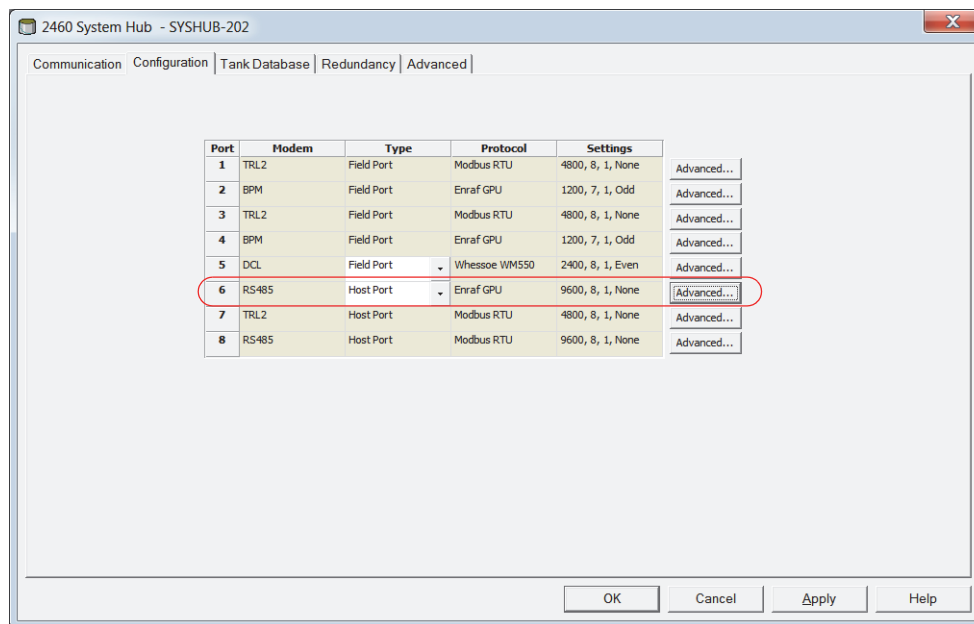 2460 System Hub - SYSHUB-202
X
Communication Configuration Tank Database Redundancy Advanced
Port Modem Type Protocol Settings
1 TRL2 Field Port Modbus RTU 4800, 8, 1, None Advanced...
2 BPM Field Port Enraf GPU 1200, 7, 1, Odd Advanced...
3 TRL2 Field Port Modbus RTU 4800, 8, 1, None Advanced...
4 BPM Field Port Enraf GPU 1200, 7, 1, Odd Advanced...
5 DCL Field Port Whessoe WM550 2400, 8, 1, Even Advanced...
6 RS485 Host Port Enraf GPU 9600, 8, 1, None Advanced...
7 TRL2 Host Port Modbus RTU 4800, 8, 1, None Advanced...
8 RS485 Host Port Modbus RTU 9600, 8, 1, None Advanced...
OK Cancel Apply Help